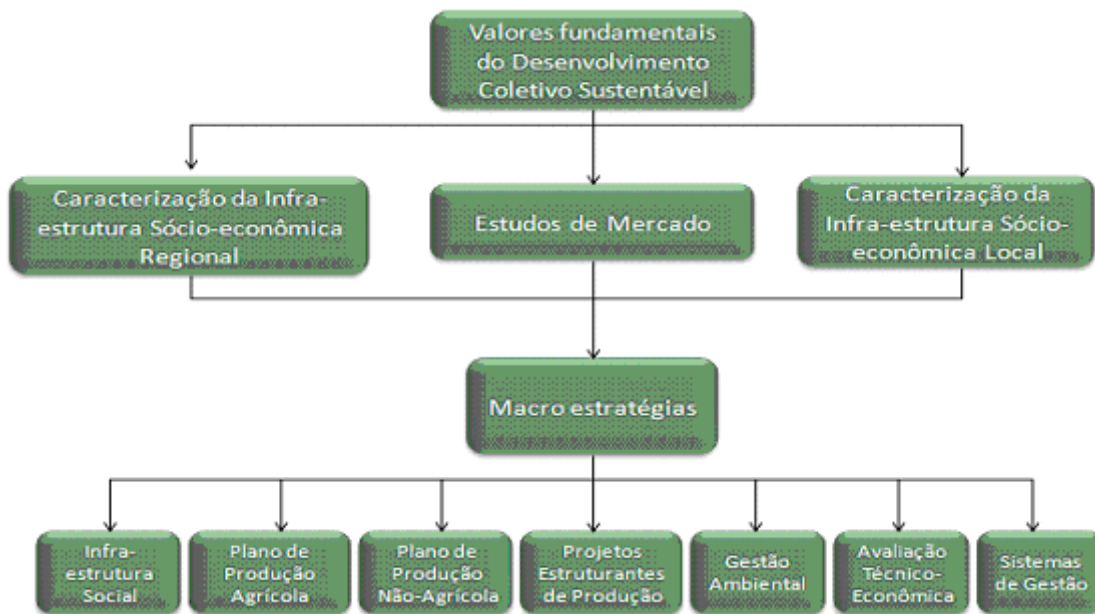 Valores fundamentais
do Desenvolvimento
Coletivo Sustentável
Caracterização da Infra-
estrutura Sócio-econômica
Regional
Estudos de Mercado
Caracterização da
Infra-estrutura Sócio-
econômica Local
Macro estratégias
Infra-
estrutura
Social
Plano de
Produção
Agrícola
Plano de
Produção
Não-Agrícola
Projetos
Estruturantes
de Produção
Gestão
Ambiental
Avaliação
Técnico-
Econômica
Sistemas
de Gestão